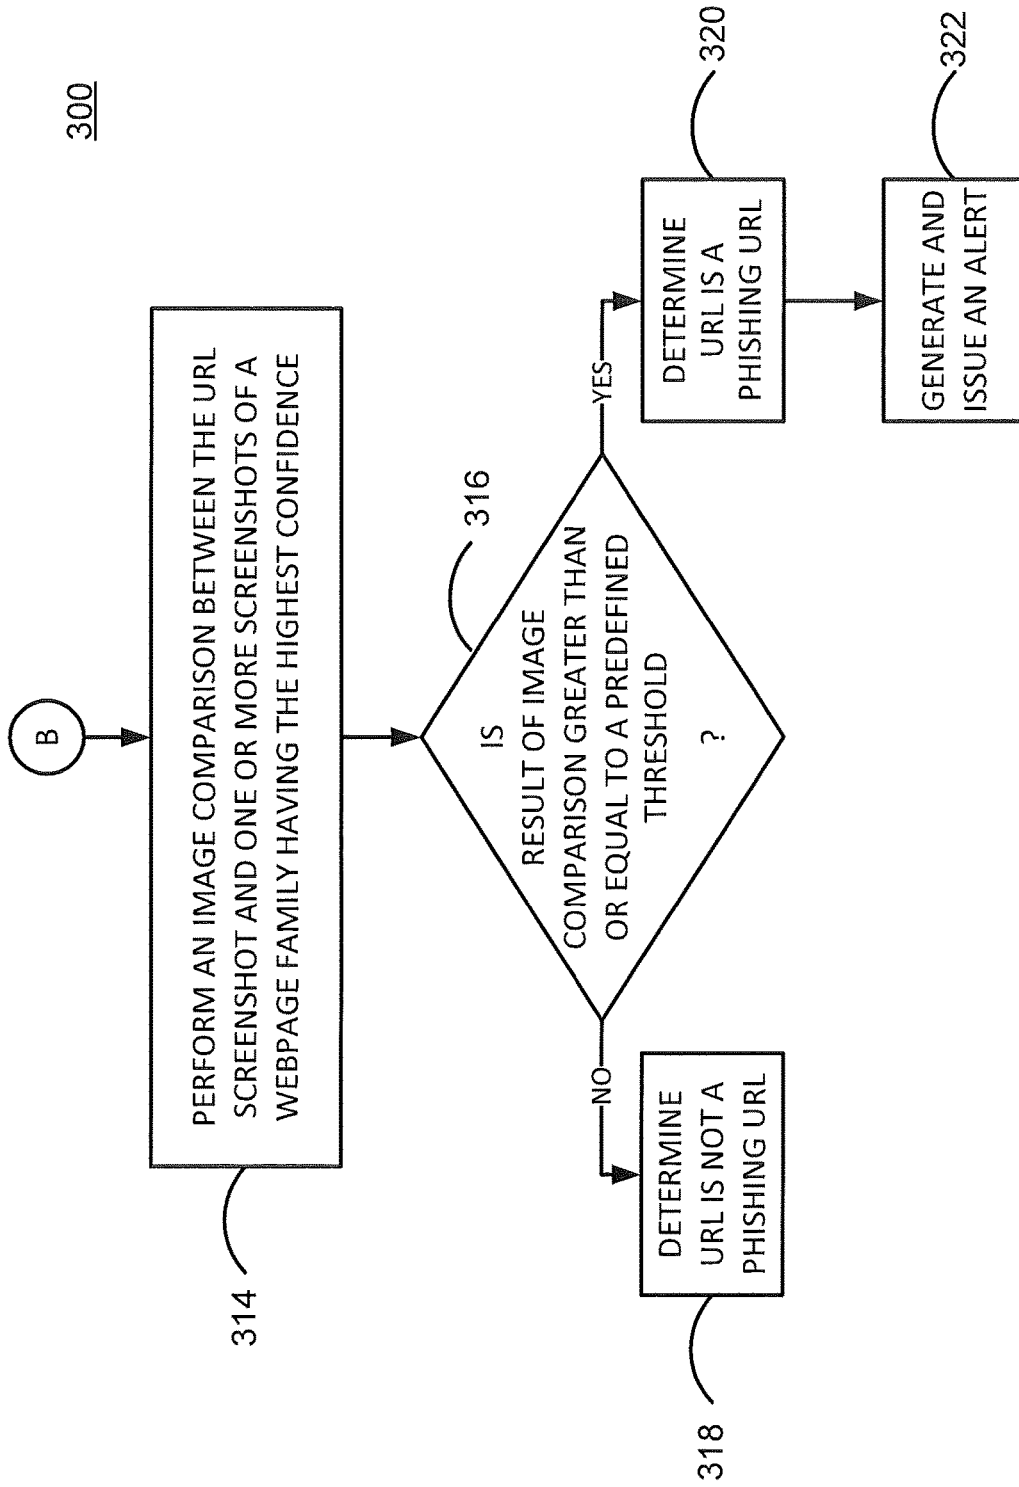 300
B
PERFORM AN IMAGE COMPARISON BETWEEN THE URL
SCREENSHOT AND ONE OR MORE SCREENSHOTS OF A
WEBPAGE FAMILY HAVING THE HIGHEST CONFIDENCE
314
IS
RESULT OF IMAGE
COMPARISON GREATER THAN
OR EQUAL TO A PREDEFINED
THRESHOLD
?
316
NO
YES
DETERMINE
URL IS NOT A
PHISHING URL
318
DETERMINE
URL IS A
PHISHING URL
320
GENERATE AND
ISSUE AN ALERT
322